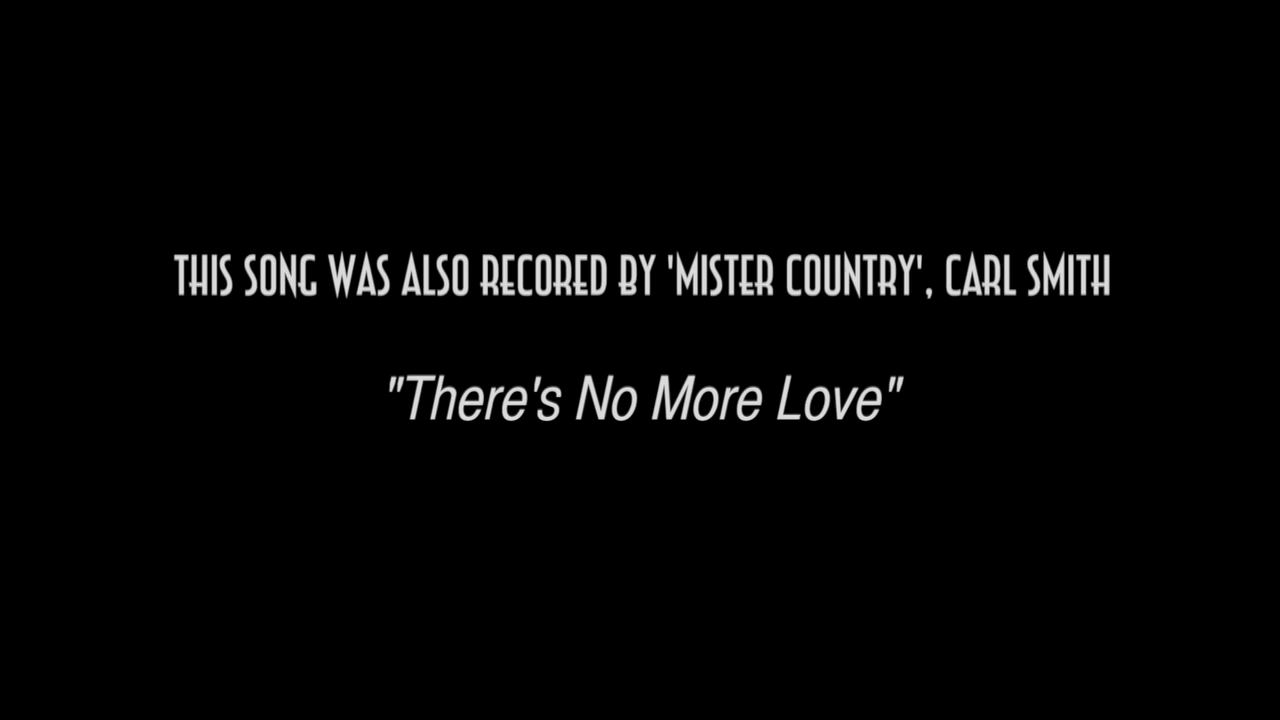 THIS SONG WAS ALSO RECORED BY 'MISTER COUNTRY', CARL SMITH
"There's No More Love"